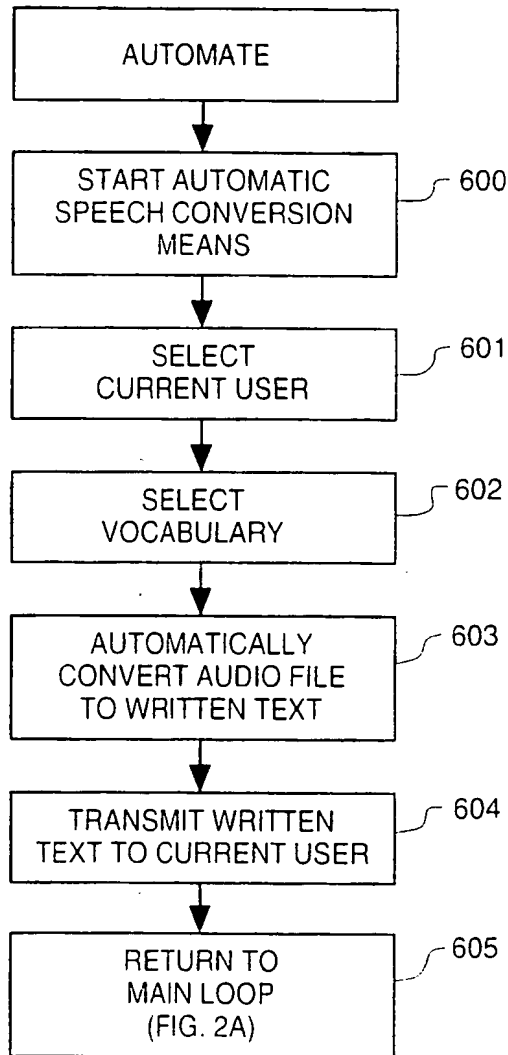 AUTOMATE
START AUTOMATIC
SPEECH CONVERSION
MEANS
600
SELECT
CURRENT USER
601
SELECT
VOCABULARY
602
AUTOMATICALLY
CONVERT AUDIO FILE
TO WRITTEN TEXT
603
TRANSMIT WRITTEN
TEXT TO CURRENT USER
604
RETURN TO
MAIN LOOP
(FIG. 2A)
605